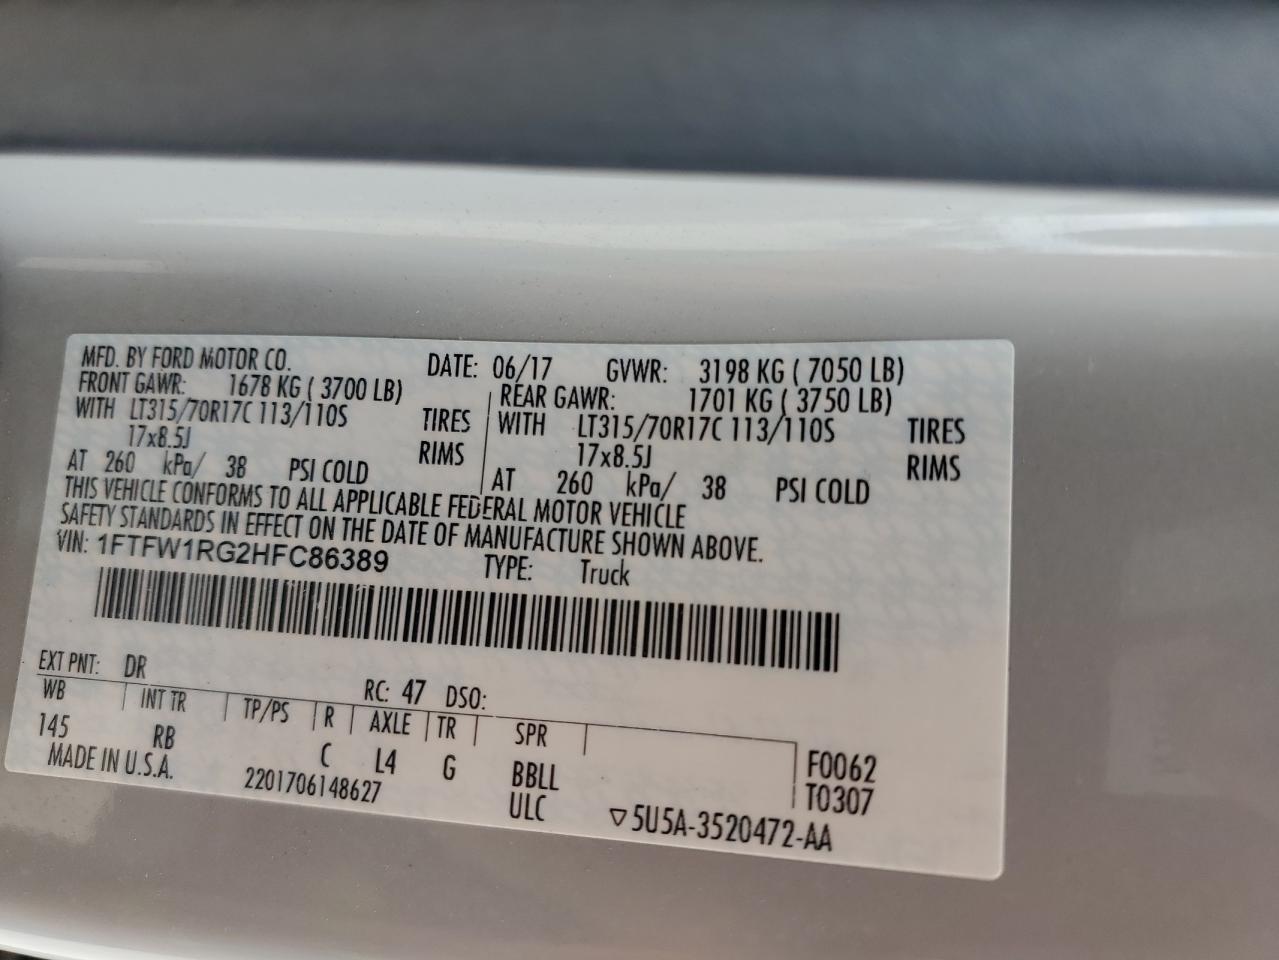 MFD. BY FORD MOTOR CO. DATE: 06/17 GVWR: 3198 KG ( 7050 LB)
FRONT GAWR: 1678 KG ( 3700 LB) REAR GAWR: 1701 KG ( 3750 LB)
WITH LT315/70R17C 113/110S TIRES WITH LT315/70R17C 113/110S TIRES
17x8.5J RIMS 17x8.5J RIMS
AT 260 kPa/ 38 PSI COLD AT 260 kPa/ 38 PSI COLD
THIS VEHICLE CONFORMS TO ALL APPLICABLE FEDERAL MOTOR VEHICLE
SAFETY STANDARDS IN EFFECT ON THE DATE OF MANUFACTURE SHOWN ABOVE.
VIN: 1FTFW1RG2HFC86389 TYPE: Truck
EXT PNT: DR RC: 47 DSO:
WB INT TR TP/PS R AXLE TR SPR
145 RB C L4 G BBLL F0062
MADE IN U.S.A. 2201706148627 ULC T0307
▽5U5A-3520472-AA